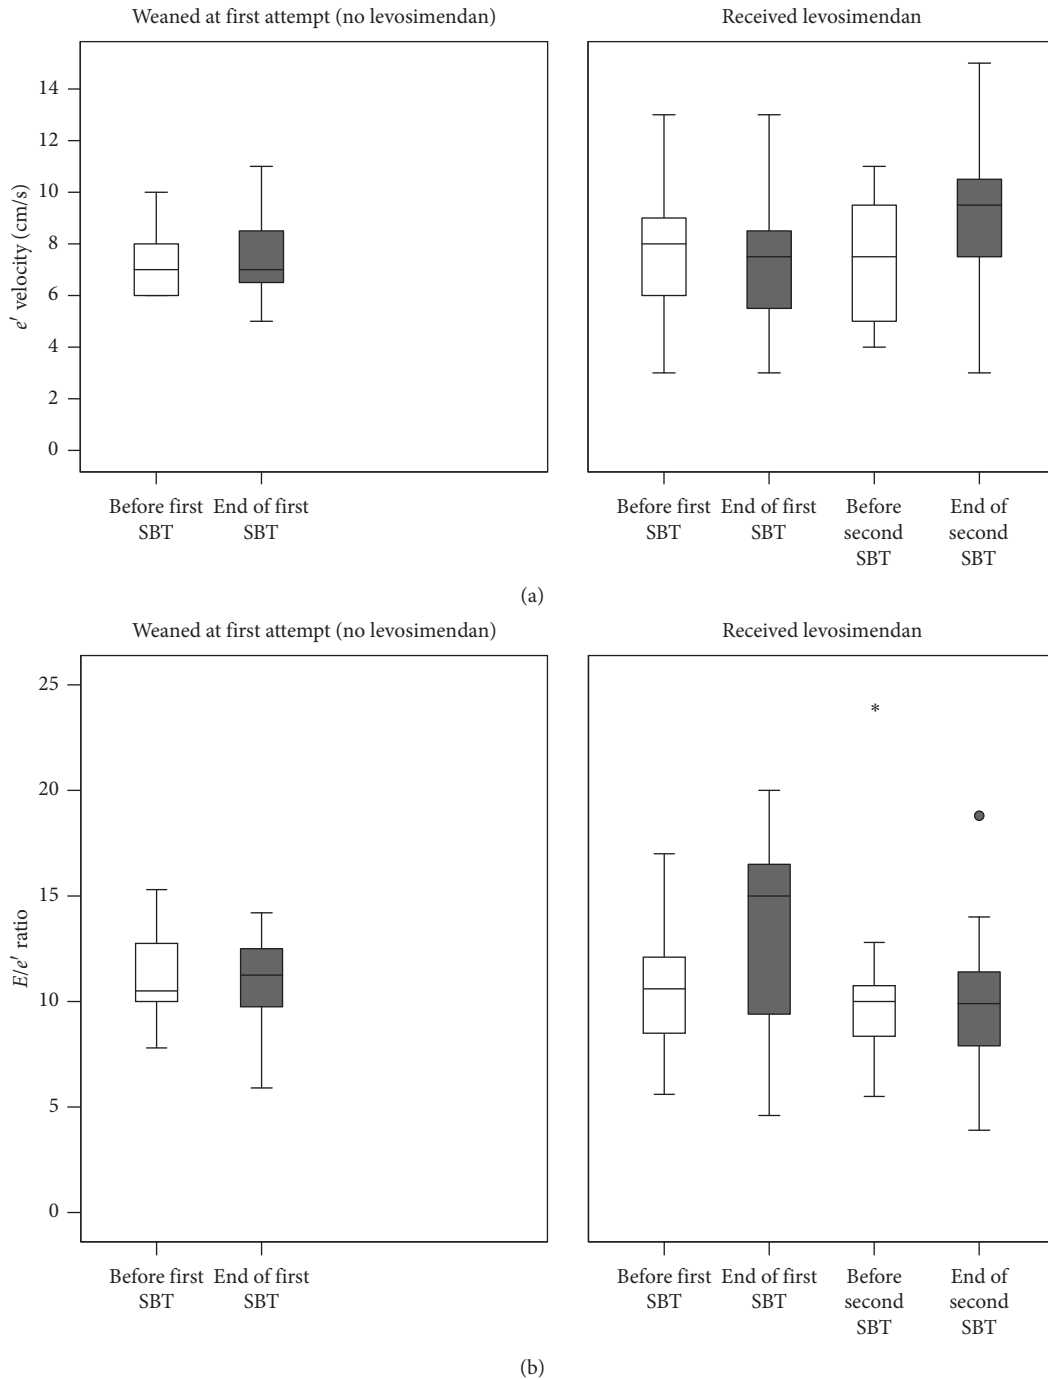 Weaned at first attempt (no levosimendan)
Received levosimendan
14
12
10
8
6
4
2
0
e′ velocity (cm/s)
Before first
SBT
End of first
SBT
Before first
SBT
End of first
SBT
Before
second
SBT
End of
second
SBT
(a)
Weaned at first attempt (no levosimendan)
Received levosimendan
25
20
15
10
5
0
E/e′ ratio
*
Before first
SBT
End of first
SBT
Before first
SBT
End of first
SBT
Before
second
SBT
End of
second
SBT
(b)